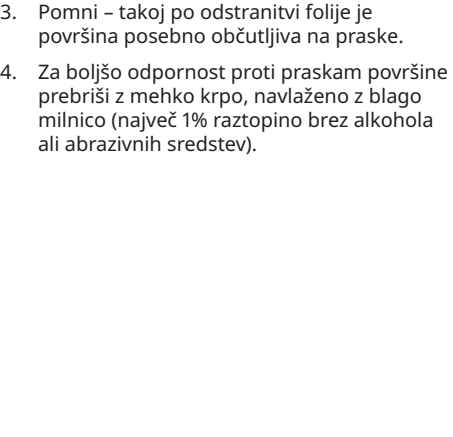 3. Pomni – takoj po odstranitvi folije je
površina posebno občutljiva na praske.
4. Za boljšo odpornost proti praskam površine
prebriši z mehko krpo, navlaženo z blago
milnico (največ 1% raztopino brez alkohola
ali abrazivnih sredstev).